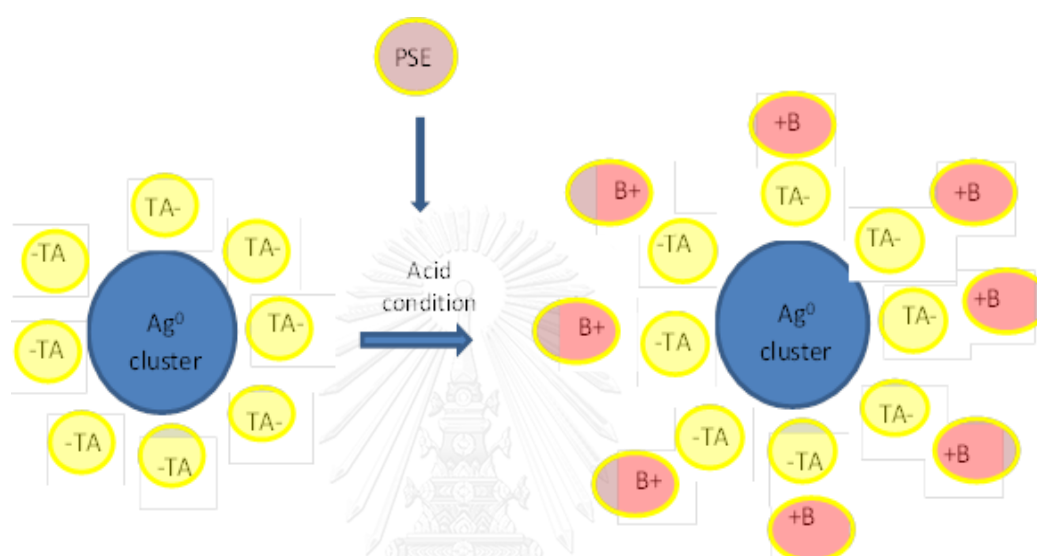 PSE
TA-
-TA
TA-
Ag⁰
cluster
-TA
TA-
-TA
TA-
-TA
Acid
condition
+B
B+
TA-
+B
-TA
TA-
+B
B+
-TA
Ag⁰
cluster
TA-
-TA
TA-
B+
-TA
+B
+B